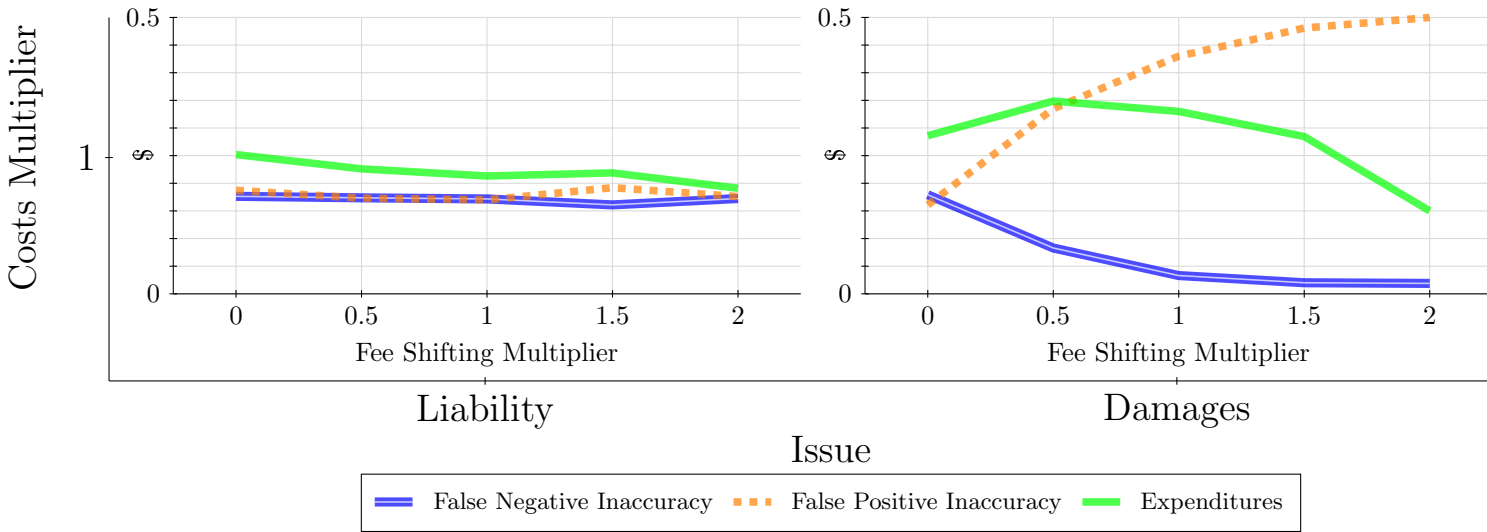 Costs Multiplier
1
0.5
$
0
0 0.5 1 1.5 2
Fee Shifting Multiplier
0.5
$
0
0 0.5 1 1.5 2
Fee Shifting Multiplier
Liability Damages
Issue
False Negative Inaccuracy False Positive Inaccuracy Expenditures